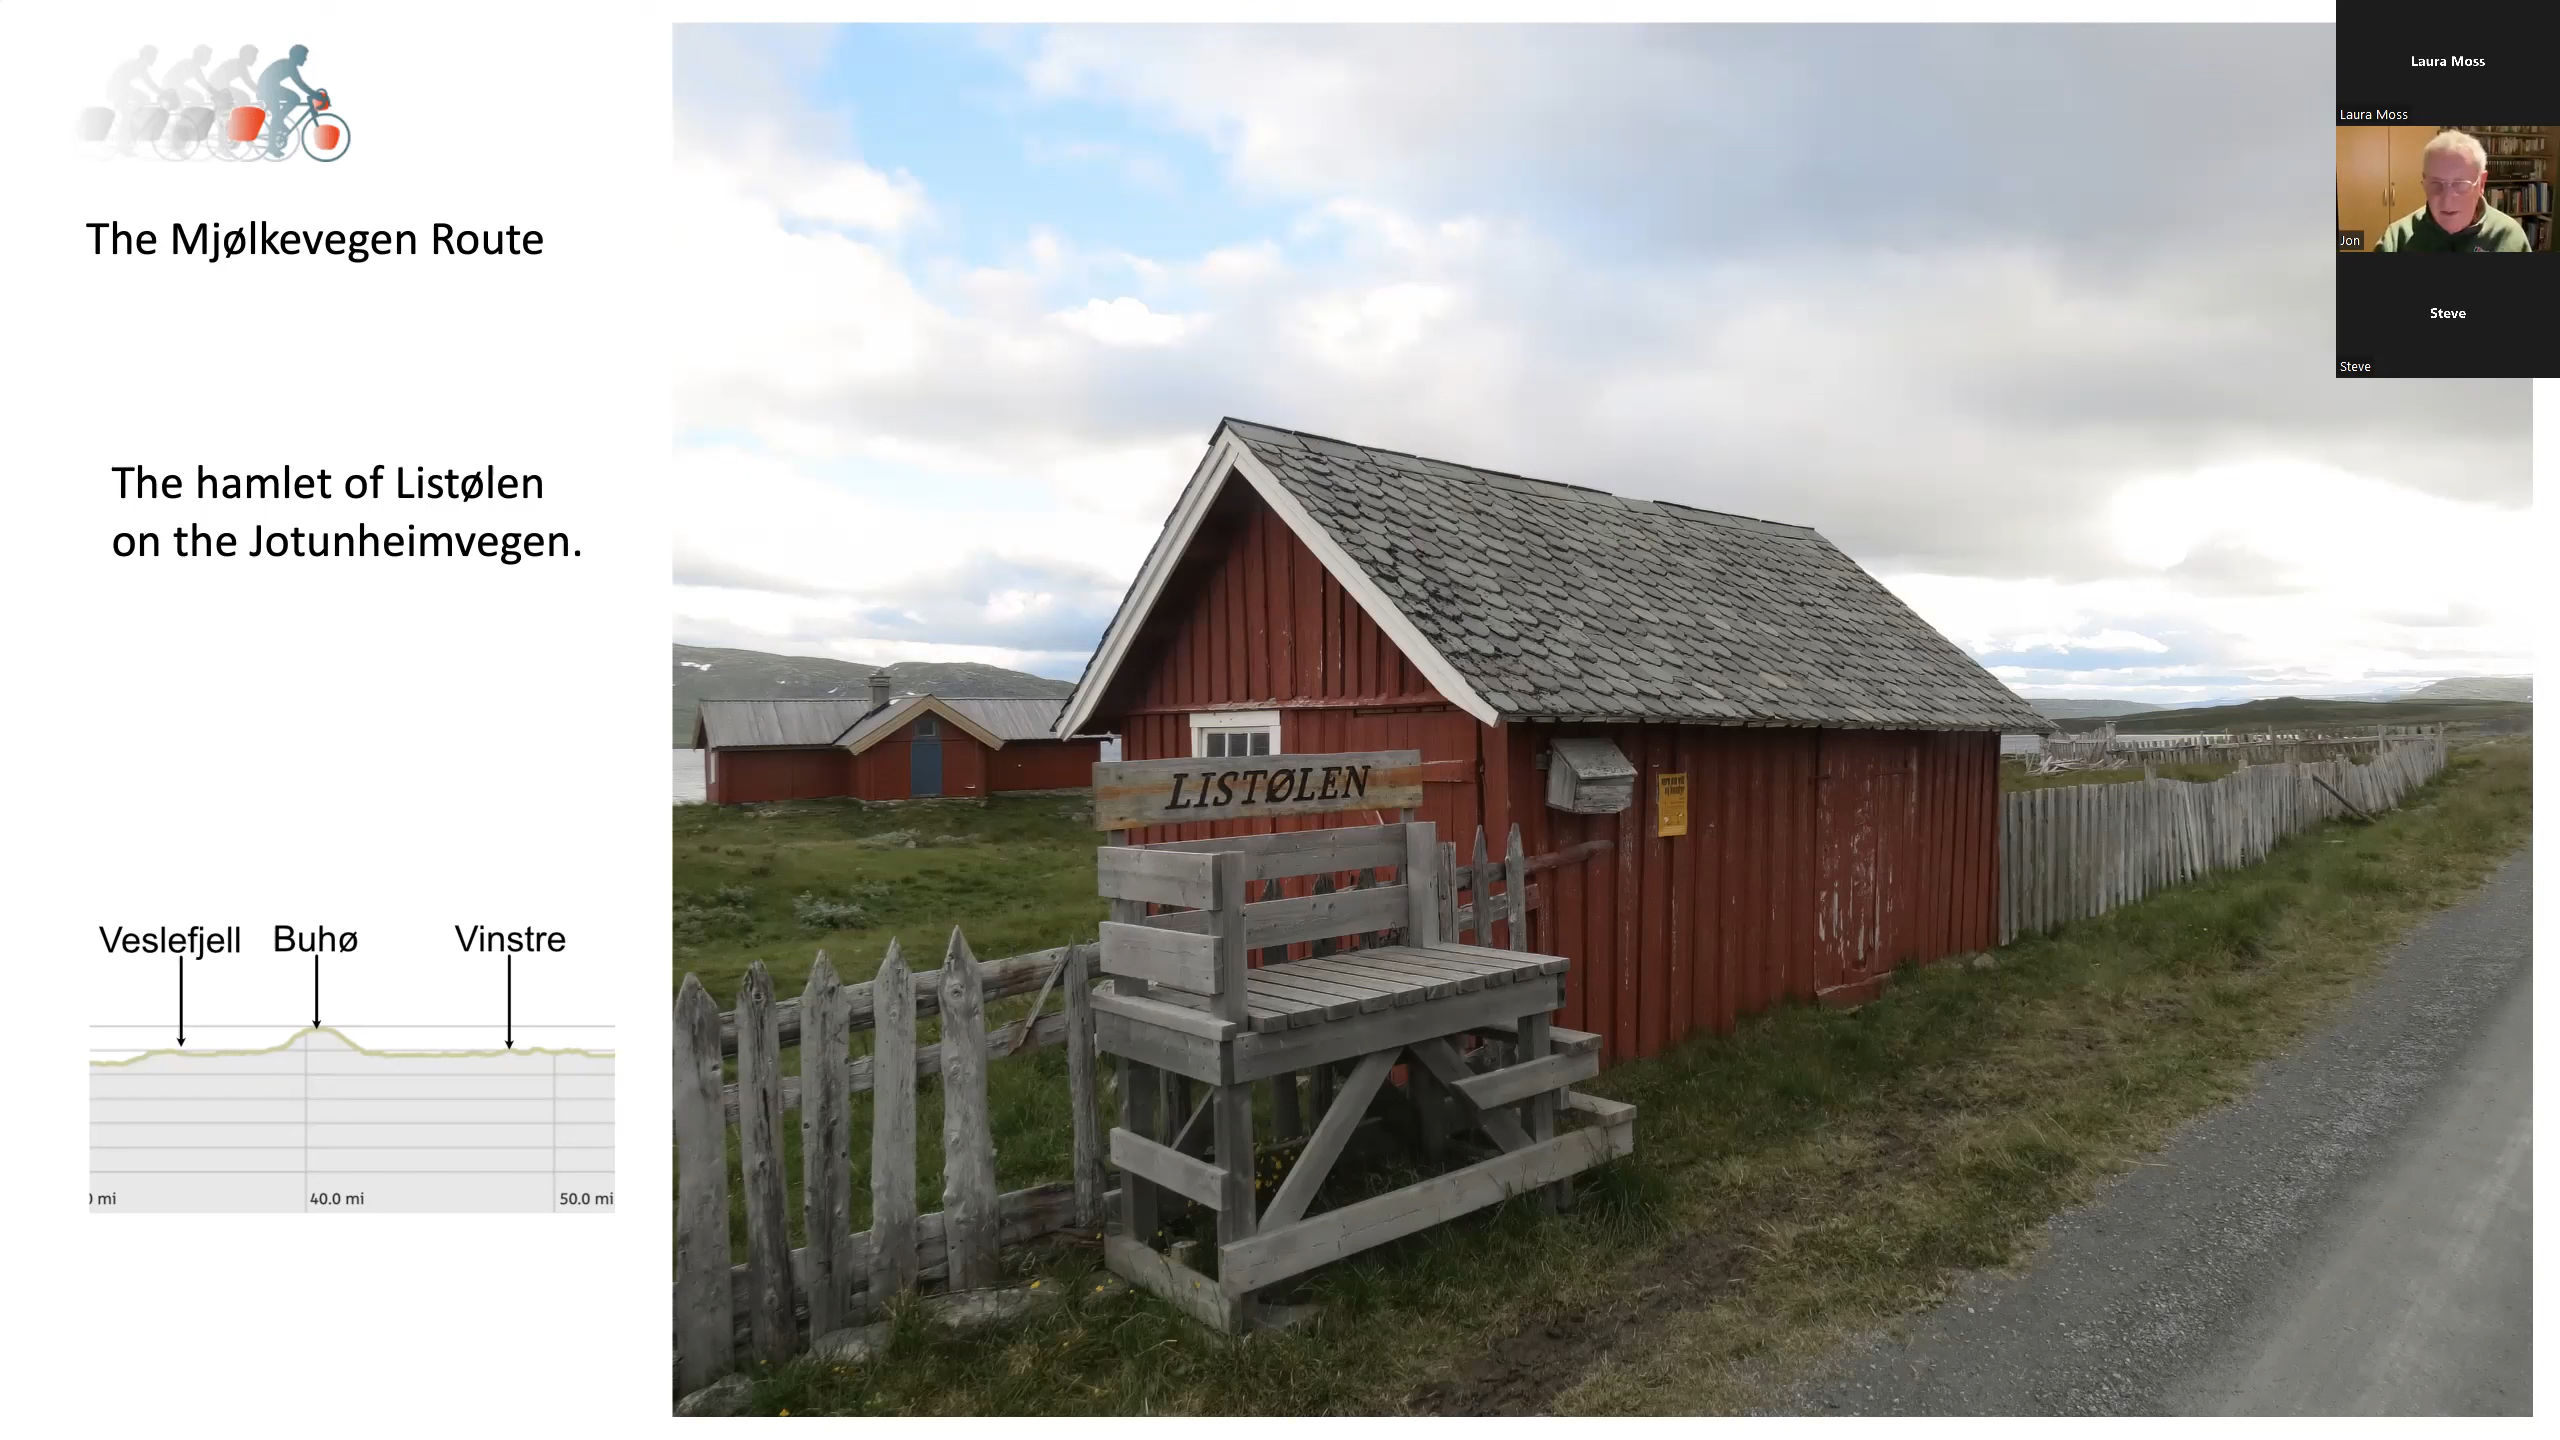 The Mjølkevegen Route
The hamlet of Listølen
on the Jotunheimvegen.
Veslefjell
Buhø
Vinstre
mi
40.0 mi
50.0 mi
LISTØLEN
Laura Moss
Laura Moss
Jon
Steve
Steve